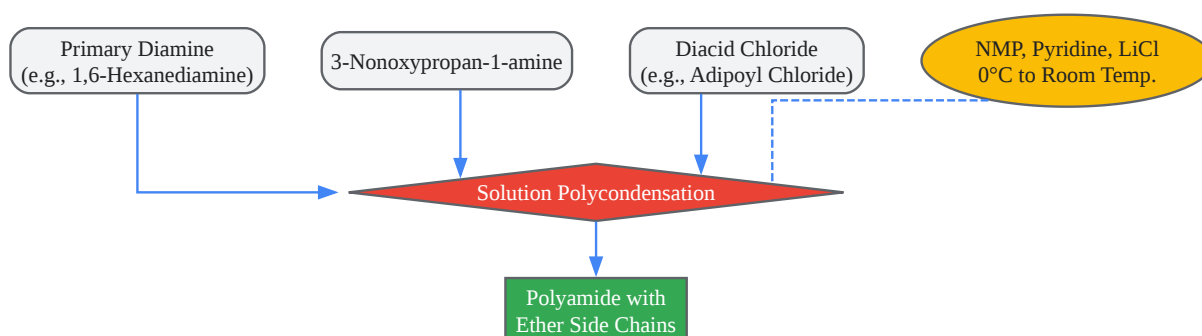 Primary Diamine
(e.g., 1,6-Hexanediamine)
3-Nonoxypropan-1-amine
Diacid Chloride
(e.g., Adipoyl Chloride)
NMP, Pyridine, LiCl
0°C to Room Temp.
Solution Polycondensation
Polyamide with
Ether Side Chains